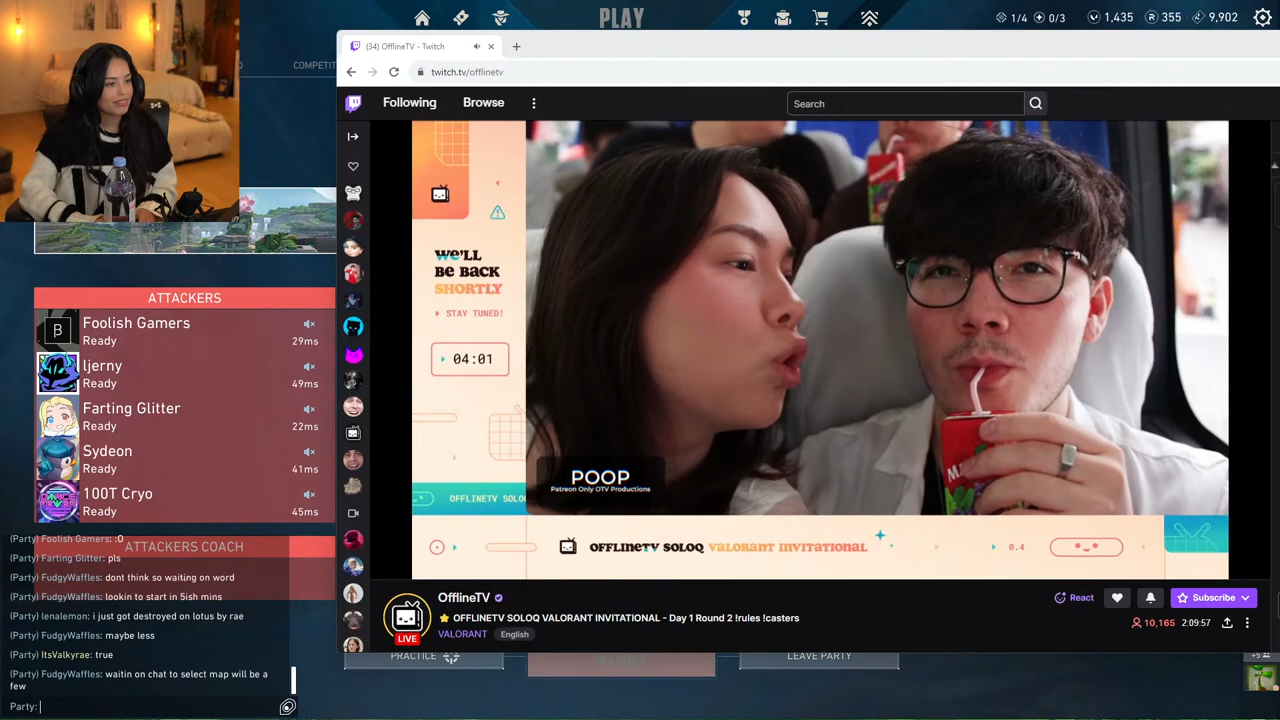 PLAY
1/4
0/3
1,435
355
9,902
COMPETIT
(34) OfflineTV - Twitch
twitch.tv/offlinetv
Following
Browse
Search
WE'LL
BE BACK
SHORTLY
STAY TUNED!
04:01
OFFLINETV SOLO
POOP
Patreon Only OTV Productions
OFFLINETV SOLOQ VALORANT INVITATIONAL
0.4
OfflineTV
LIVE
⭐ OFFLINETV SOLOQ VALORANT INVITATIONAL - Day 1 Round 2 !rules !casters
VALORANT
English
React
Subscribe
10,165
2:09:57
ATTACKERS
Foolish Gamers
Ready
29ms
ljerny
Ready
49ms
Farting Glitter
Ready
22ms
Sydeon
Ready
41ms
100T Cryo
Ready
45ms
ATTACKERS COACH
(Party) Foolish Gamers: :O
(Party) Farting Glitter: pls
(Party) FudgyWaffles: dont think so waiting on word
(Party) FudgyWaffles: lookin to start in 5ish mins
(Party) lenalemon: i just got destroyed on lotus by rae
(Party) FudgyWaffles: maybe less
(Party) ItsValkyrae: true
(Party) FudgyWaffles: waitin on chat to select map will be a
few
Party:
PRACTICE
START
LEAVE PARTY